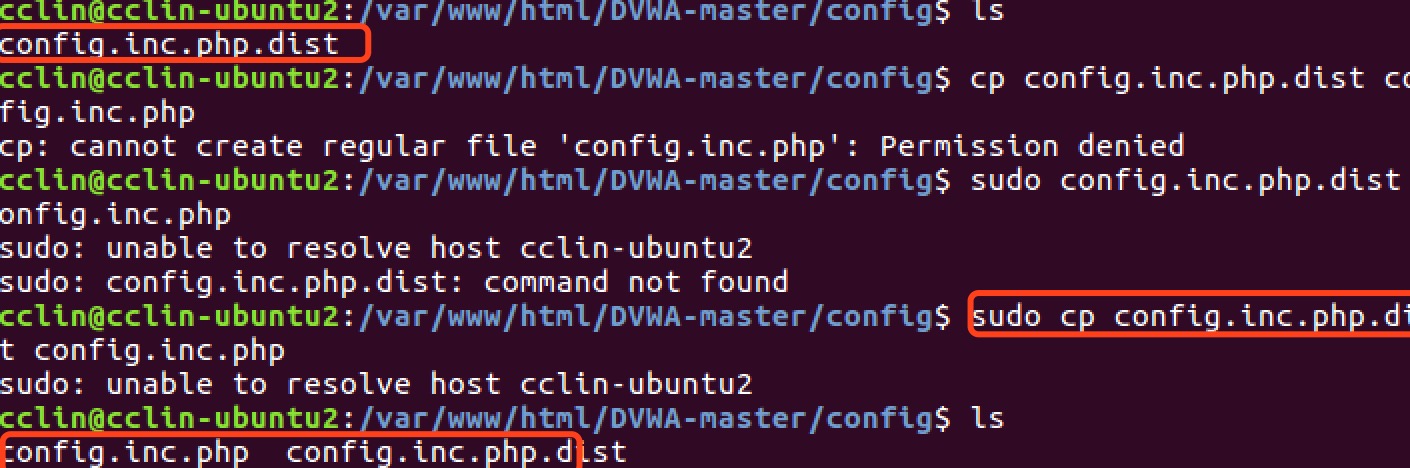 cclin@cclin-ubuntu2:/var/www/html/DVWA-master/config$ ls
config.inc.php.dist
cclin@cclin-ubuntu2:/var/www/html/DVWA-master/config$ cp config.inc.php.dist co
fig.inc.php
cp: cannot create regular file 'config.inc.php': Permission denied
cclin@cclin-ubuntu2:/var/www/html/DVWA-master/config$ sudo config.inc.php.dist
onfig.inc.php
sudo: unable to resolve host cclin-ubuntu2
sudo: config.inc.php.dist: command not found
cclin@cclin-ubuntu2:/var/www/html/DVWA-master/config$ sudo cp config.inc.php.di
t config.inc.php
sudo: unable to resolve host cclin-ubuntu2
cclin@cclin-ubuntu2:/var/www/html/DVWA-master/config$ ls
config.inc.php  config.inc.php.dist